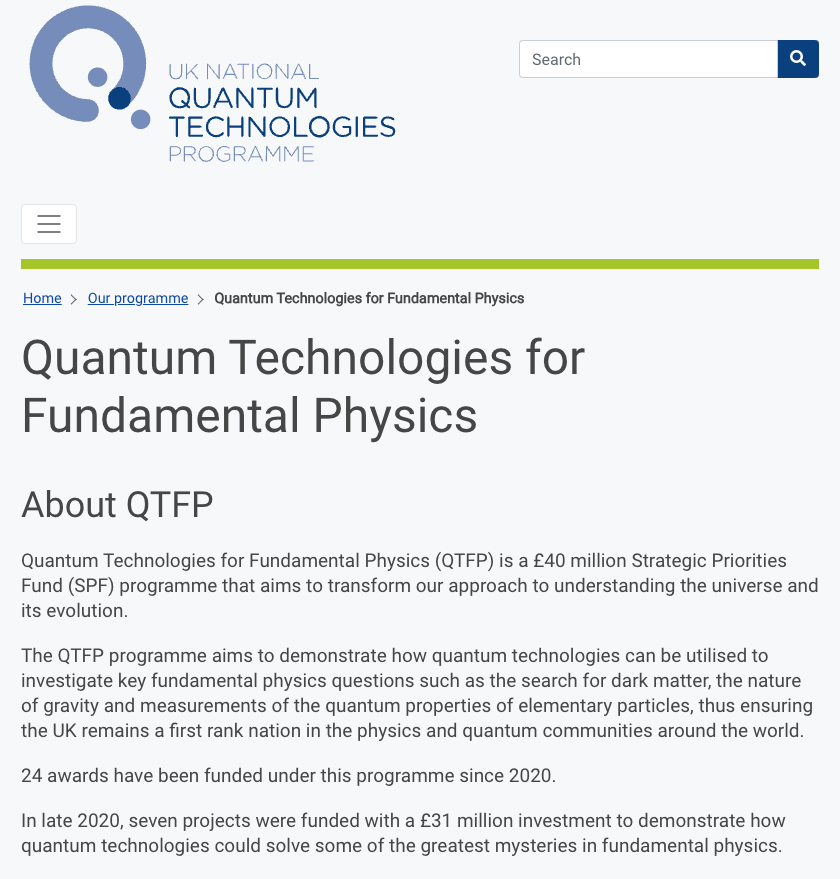 UK NATIONAL
QUANTUM
TECHNOLOGIES
PROGRAMME
Search
Home > Our programme > Quantum Technologies for Fundamental Physics
Quantum Technologies for
Fundamental Physics
About QTFP
Quantum Technologies for Fundamental Physics (QTFP) is a £40 million Strategic Priorities
Fund (SPF) programme that aims to transform our approach to understanding the universe and
its evolution.
The QTFP programme aims to demonstrate how quantum technologies can be utilised to
investigate key fundamental physics questions such as the search for dark matter, the nature
of gravity and measurements of the quantum properties of elementary particles, thus ensuring
the UK remains a first rank nation in the physics and quantum communities around the world.
24 awards have been funded under this programme since 2020.
In late 2020, seven projects were funded with a £31 million investment to demonstrate how
quantum technologies could solve some of the greatest mysteries in fundamental physics.